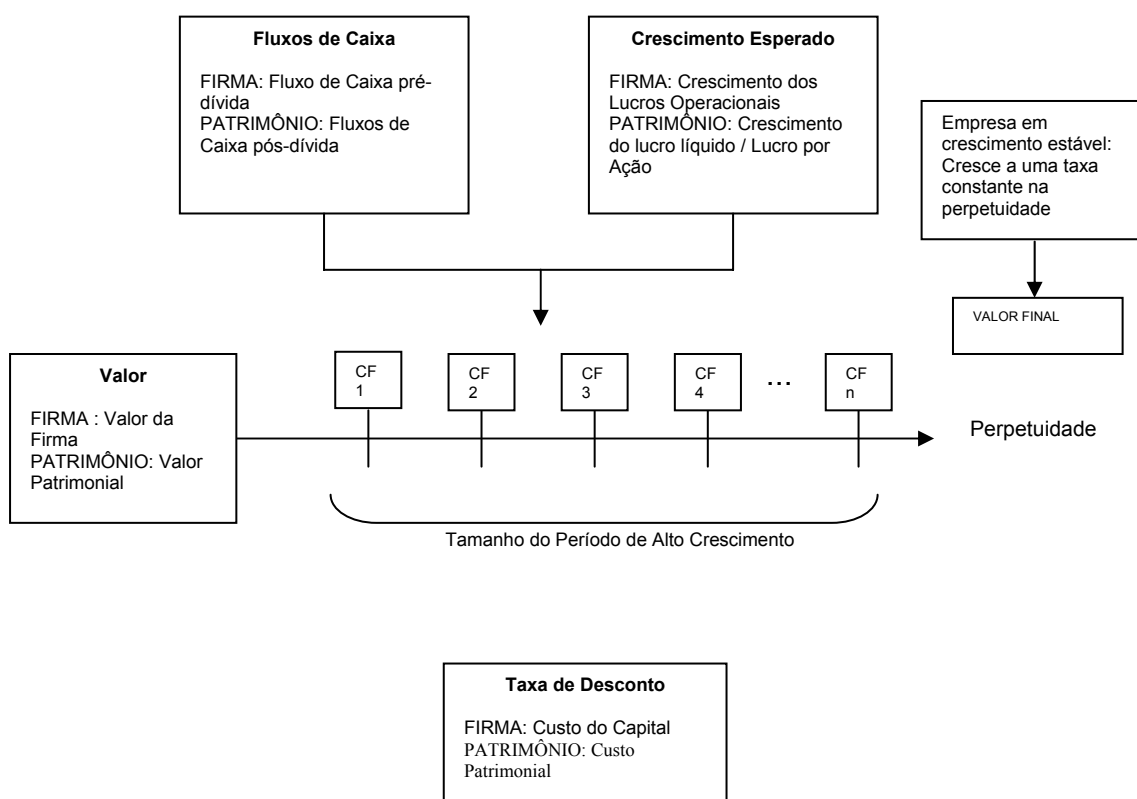 Fluxos de Caixa
FIRMA: Fluxo de Caixa pré-
dívida
PATRIMÔNIO: Fluxos de
Caixa pós-dívida
Crescimento Esperado
FIRMA: Crescimento dos
Lucros Operacionais
PATRIMÔNIO: Crescimento
do lucro líquido / Lucro por
Ação
Empresa em
crescimento estável:
Cresce a uma taxa
constante na
perpetuidade
VALOR FINAL
Valor
FIRMA : Valor da
Firma
PATRIMÔNIO: Valor
Patrimonial
CF
1
CF
2
CF
3
CF
4
...
CF
n
Perpetuidade
Tamanho do Período de Alto Crescimento
Taxa de Desconto
FIRMA: Custo do Capital
PATRIMÔNIO: Custo
Patrimonial